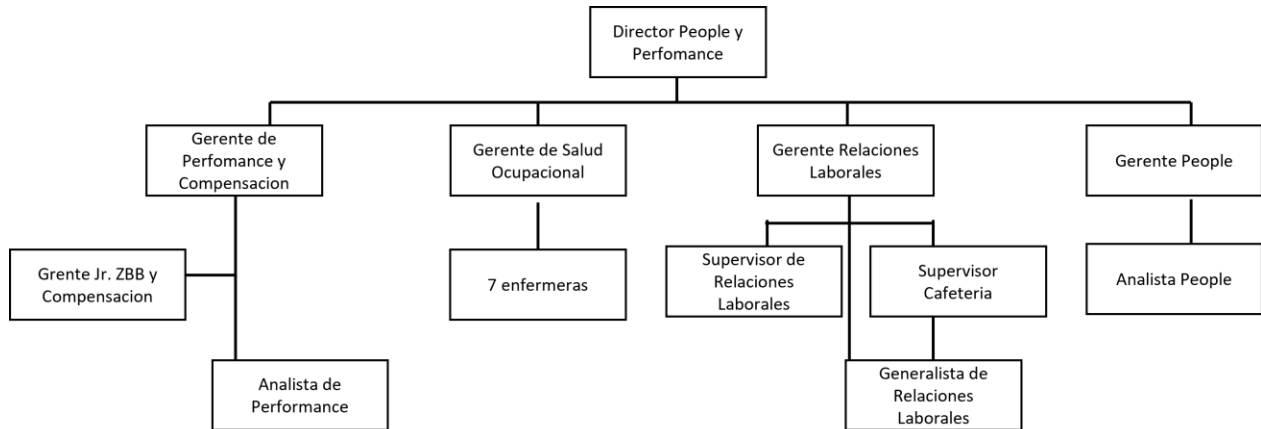 Director People y
Perfomance
Gerente de
Perfomance y
Compensacion
Gerente de Salud
Ocupacional
Gerente Relaciones
Laborales
Gerente People
Grente Jr. ZBB y
Compensacion
7 enfermeras
Supervisor de
Relaciones
Laborales
Supervisor
Cafeteria
Analista People
Analista de
Performance
Generalista de
Relaciones
Laborales